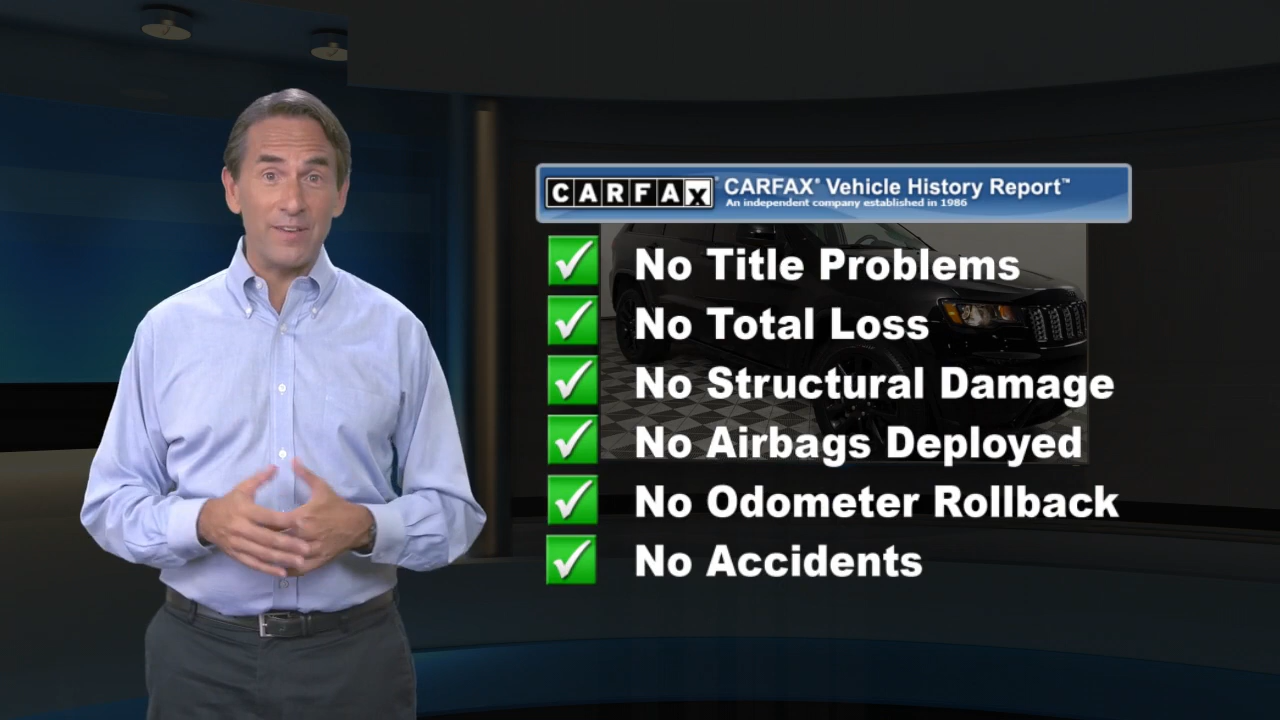 CARFAX® CARFAX® Vehicle History Report™
An independent company established in 1986
No Title Problems
No Total Loss
No Structural Damage
No Airbags Deployed
No Odometer Rollback
No Accidents